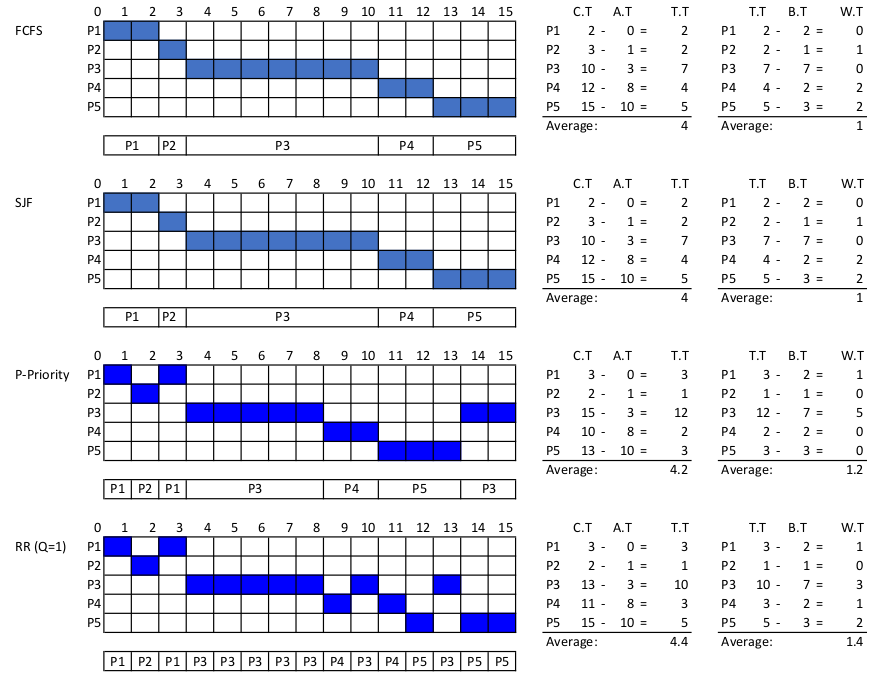 0 1 2 3 4 5 6 7 8 9 10 11 12 13 14 15 C.T A.T T.T T.T B.T W.T
FCFS P1 P1 2 - 0 = 2 P1 2 - 2 = 0
P2 P2 3 - 1 = 2 P2 2 - 1 = 1
P3 P3 10 - 3 = 7 P3 7 - 7 = 0
P4 P4 12 - 8 = 4 P4 4 - 2 = 2
P5 P5 15 - 10 = 5 P5 5 - 3 = 2
Average: 4 Average: 1
P1 P2 P3 P4 P5
0 1 2 3 4 5 6 7 8 9 10 11 12 13 14 15 C.T A.T T.T T.T B.T W.T
SJF P1 P1 2 - 0 = 2 P1 2 - 2 = 0
P2 P2 3 - 1 = 2 P2 2 - 1 = 1
P3 P3 10 - 3 = 7 P3 7 - 7 = 0
P4 P4 12 - 8 = 4 P4 4 - 2 = 2
P5 P5 15 - 10 = 5 P5 5 - 3 = 2
Average: 4 Average: 1
P1 P2 P3 P4 P5
0 1 2 3 4 5 6 7 8 9 10 11 12 13 14 15 C.T A.T T.T T.T B.T W.T
P-Priority P1 P1 3 - 0 = 3 P1 3 - 2 = 1
P2 P2 2 - 1 = 1 P2 1 - 1 = 0
P3 P3 15 - 3 = 12 P3 12 - 7 = 5
P4 P4 10 - 8 = 2 P4 2 - 2 = 0
P5 P5 13 - 10 = 3 P5 3 - 3 = 0
Average: 4.2 Average: 1.2
P1 P2 P1 P3 P4 P5 P3
0 1 2 3 4 5 6 7 8 9 10 11 12 13 14 15 C.T A.T T.T T.T B.T W.T
RR (Q=1) P1 P1 3 - 0 = 3 P1 3 - 2 = 1
P2 P2 2 - 1 = 1 P2 1 - 1 = 0
P3 P3 13 - 3 = 10 P3 10 - 7 = 3
P4 P4 11 - 8 = 3 P4 3 - 2 = 1
P5 P5 15 - 10 = 5 P5 5 - 3 = 2
Average: 4.4 Average: 1.4
P1 P2 P1 P3 P3 P3 P3 P3 P4 P3 P4 P5 P3 P5 P5